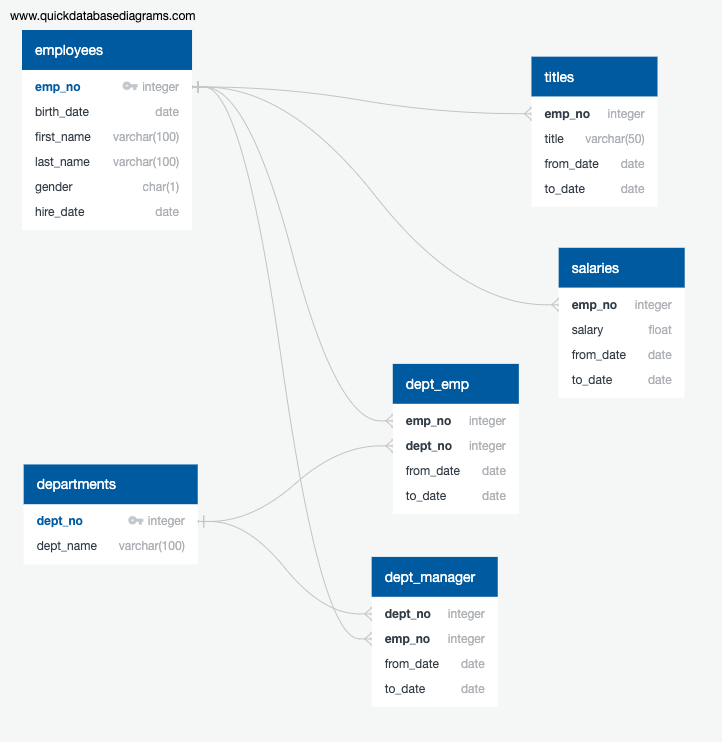 www.quickdatabasediagrams.com
employees
emp_no integer
birth_date date
first_name varchar(100)
last_name varchar(100)
gender char(1)
hire_date date
titles
emp_no integer
title varchar(50)
from_date date
to_date date
salaries
emp_no integer
salary float
from_date date
to_date date
dept_emp
emp_no integer
dept_no integer
from_date date
to_date date
departments
dept_no integer
dept_name varchar(100)
dept_manager
dept_no integer
emp_no integer
from_date date
to_date date